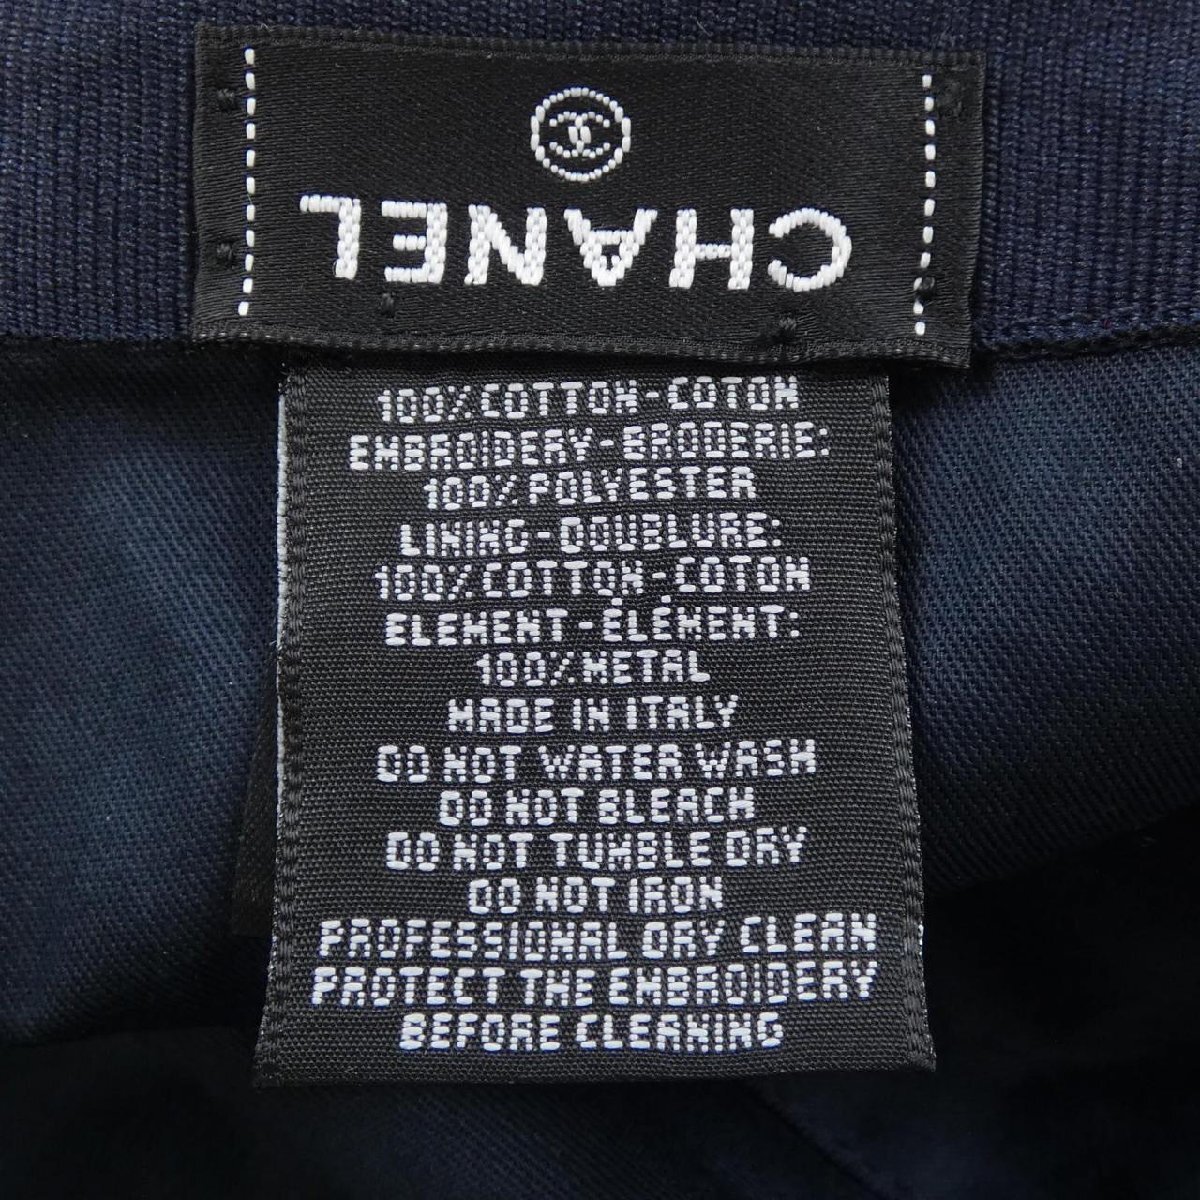 CHANEL
100% COTTON - COTON
EMBROIDERY - BRODERIE:
100% POLYESTER
LINING - DOUBLURE:
100% COTTON - COTON
ELEMENT - ÉLÉMENT:
100% METAL
MADE IN ITALY
DO NOT WATER WASH
DO NOT BLEACH
DO NOT TUMBLE DRY
DO NOT IRON
PROFESSIONAL DRY CLEAN
PROTECT THE EMBROIDERY
BEFORE CLEANING